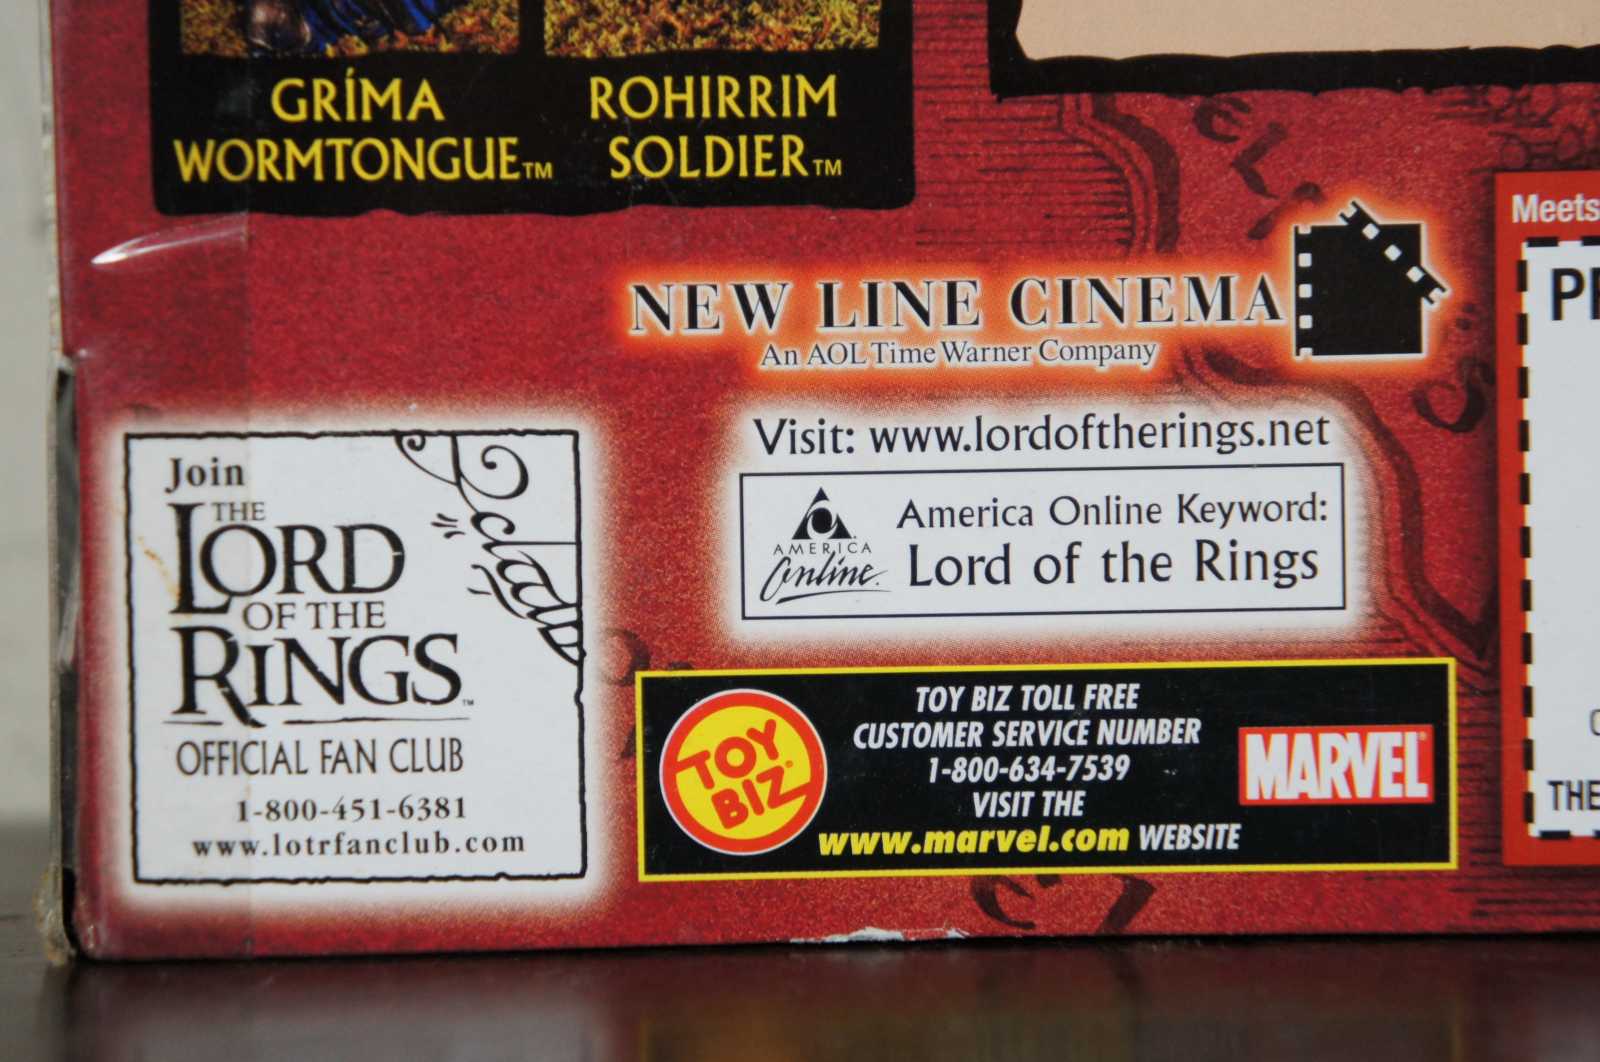 GRÍMA
WORMTONGUE™
ROHIRRIM
SOLDIER™
NEW LINE CINEMA
An AOL Time Warner Company
Meets
Visit: www.lordoftherings.net
AMERICA
Online.
America Online Keyword:
Lord of the Rings
Join
THE
LORD
OF THE
RINGS™
OFFICIAL FAN CLUB
1-800-451-6381
www.lotrfanclub.com
TOY
BIZ®
TOY BIZ TOLL FREE
CUSTOMER SERVICE NUMBER
1-800-634-7539
VISIT THE
www.marvel.com WEBSITE
MARVEL®
THE